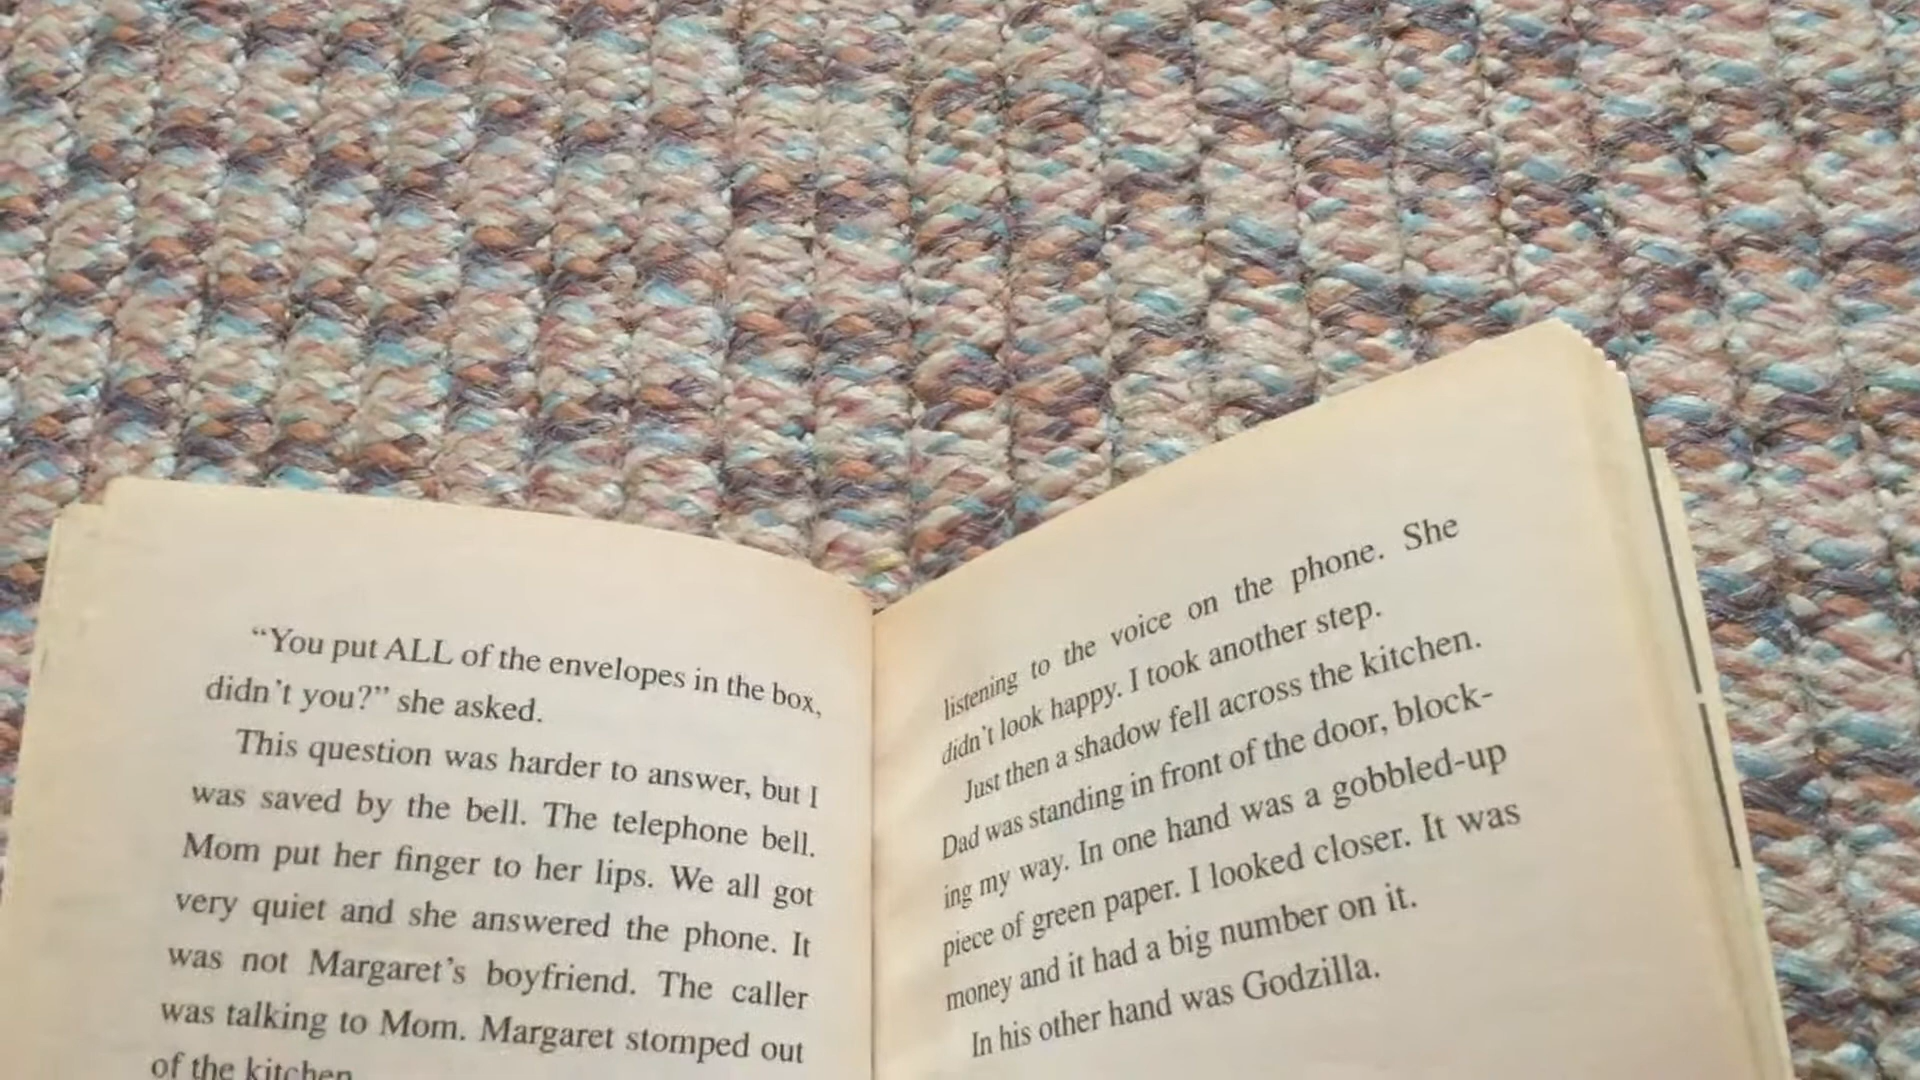 “You put ALL of the envelopes in the box,
didn’t you?” she asked.
This question was harder to answer, but I
was saved by the bell. The telephone bell.
Mom put her finger to her lips. We all got
very quiet and she answered the phone. It
was not Margaret’s boyfriend. The caller
was talking to Mom. Margaret stomped out
of the kitchen
listening to the voice on the phone. She
didn’t look happy. I took another step.
Just then a shadow fell across the kitchen.
Dad was standing in front of the door, block-
ing my way. In one hand was a gobbled-up
piece of green paper. I looked closer. It was
money and it had a big number on it.
In his other hand was Godzilla.